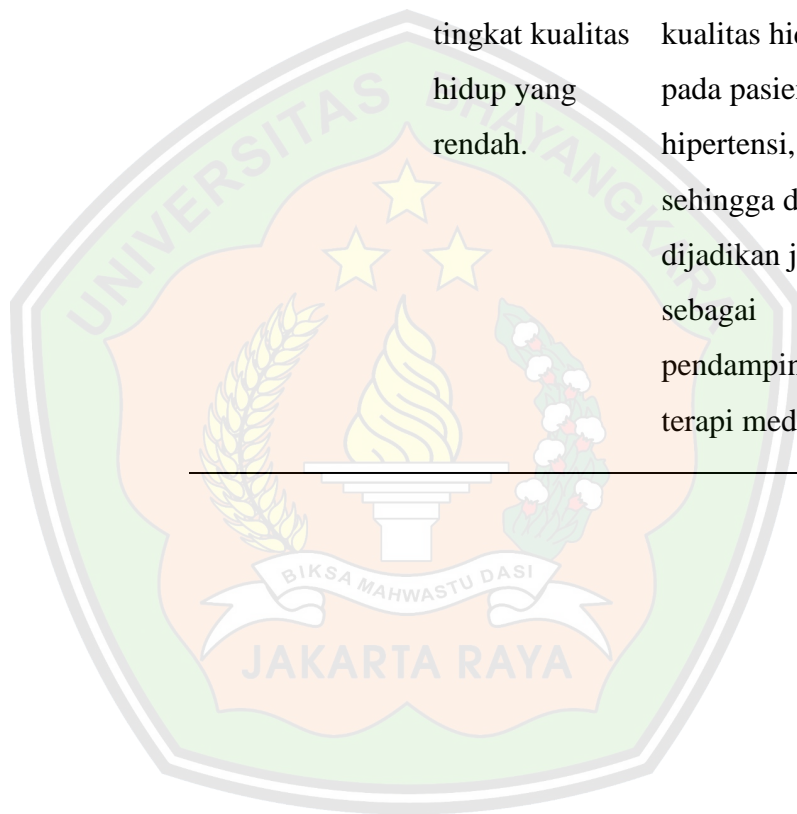 tingkat kualitas
hidup yang
rendah.
kualitas
pada
hipertensi,
sehingga
dijadikan
sebagai
terapi
UNIVERSITAS BHAYANGKARA
BIKSA MAHWASTU DASI
JAKARTA RAYA